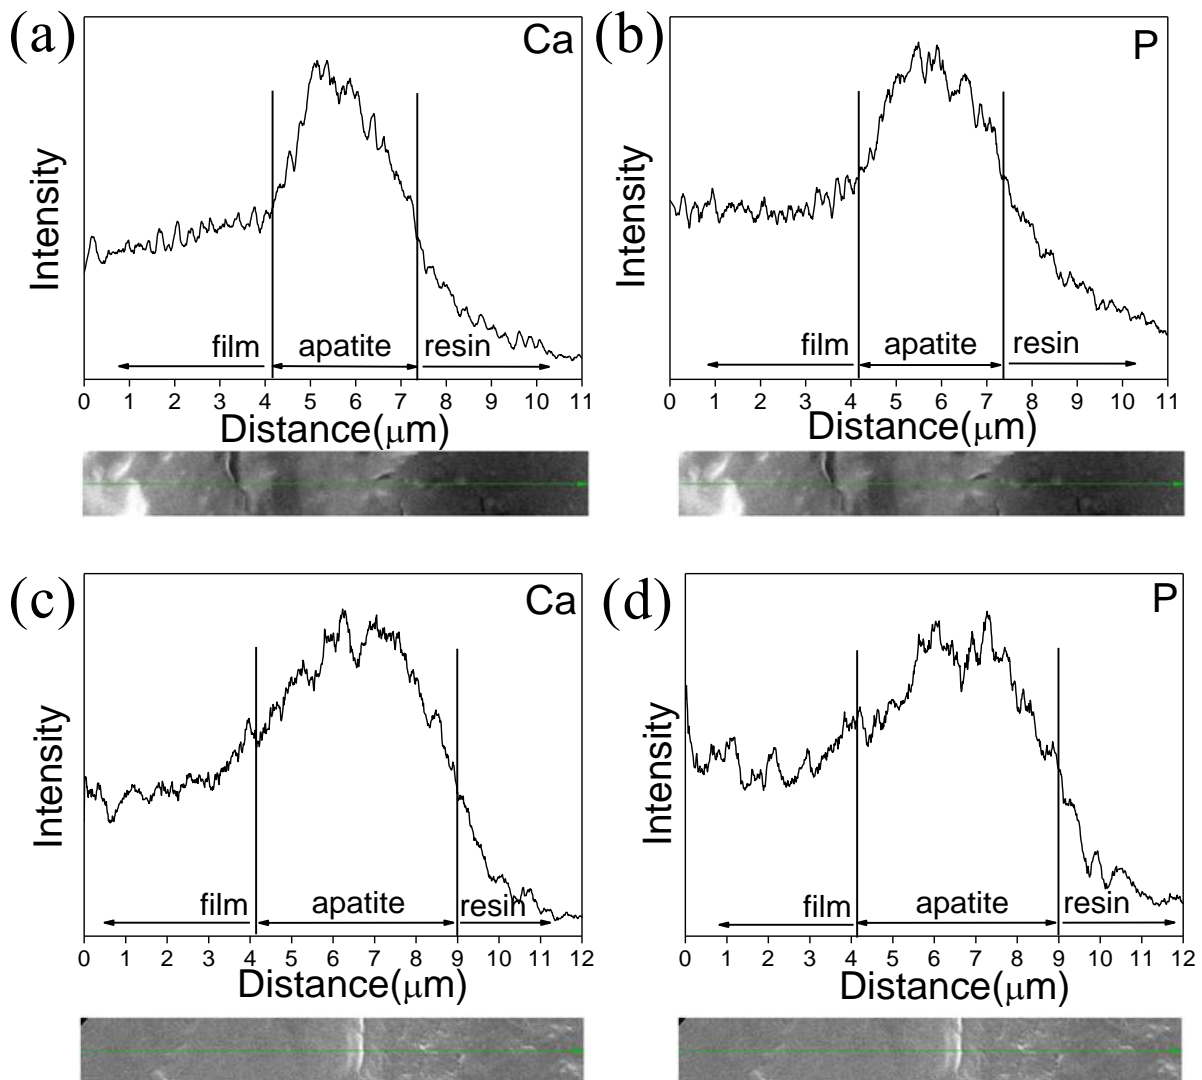 (a)
Ca
Intensity
film
apatite
resin
0 1 2 3 4 5 6 7 8 9 10 11
Distance(μm)
(b)
P
Intensity
film
apatite
resin
0 1 2 3 4 5 6 7 8 9 10 11
Distance(μm)
(c)
Ca
Intensity
film
apatite
resin
0 1 2 3 4 5 6 7 8 9 10 11 12
Distance(μm)
(d)
P
Intensity
film
apatite
resin
0 1 2 3 4 5 6 7 8 9 10 11 12
Distance(μm)